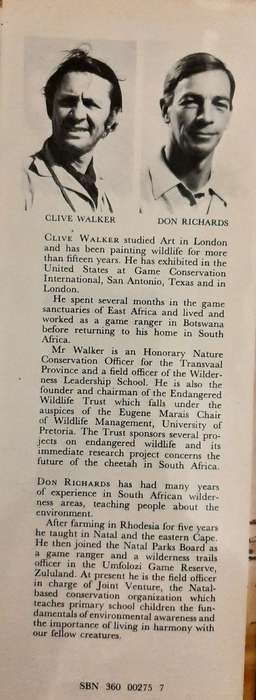 CLIVE WALKER DON RICHARDS
CLIVE WALKER studied Art in London
and has been painting wildlife for more
than fifteen years. He has exhibited in the
United States at Game Conservation
International, San Antonio, Texas and in
London.
He spent several months in the game
sanctuaries of East Africa and lived and
worked as a game ranger in Botswana
before returning to his home in South
Africa.
Mr Walker is an Honorary Nature
Conservation Officer for the Transvaal
Province and a field officer of the Wilder-
ness Leadership School. He is also the
founder and chairman of the Endangered
Wildlife Trust which falls under the
auspices of the Eugene Marais Chair
of Wildlife Management, University of
Pretoria. The Trust sponsors several pro-
jects on endangered wildlife and its
immediate research project concerns the
future of the cheetah in South Africa.
DON RICHARDS has had many years
of experience in South African wilder-
ness areas, teaching people about the
environment.
After farming in Rhodesia for five years
he taught in Natal and the eastern Cape.
He then joined the Natal Parks Board as
a game ranger and a wilderness trails
officer in the Umfolozi Game Reserve,
Zululand. At present he is the field officer
in charge of Joint Venture, the Natal-
based conservation organization which
teaches primary school children the fun-
damentals of environmental awareness and
the importance of living in harmony with
our fellow creatures.
SBN 360 00275 7